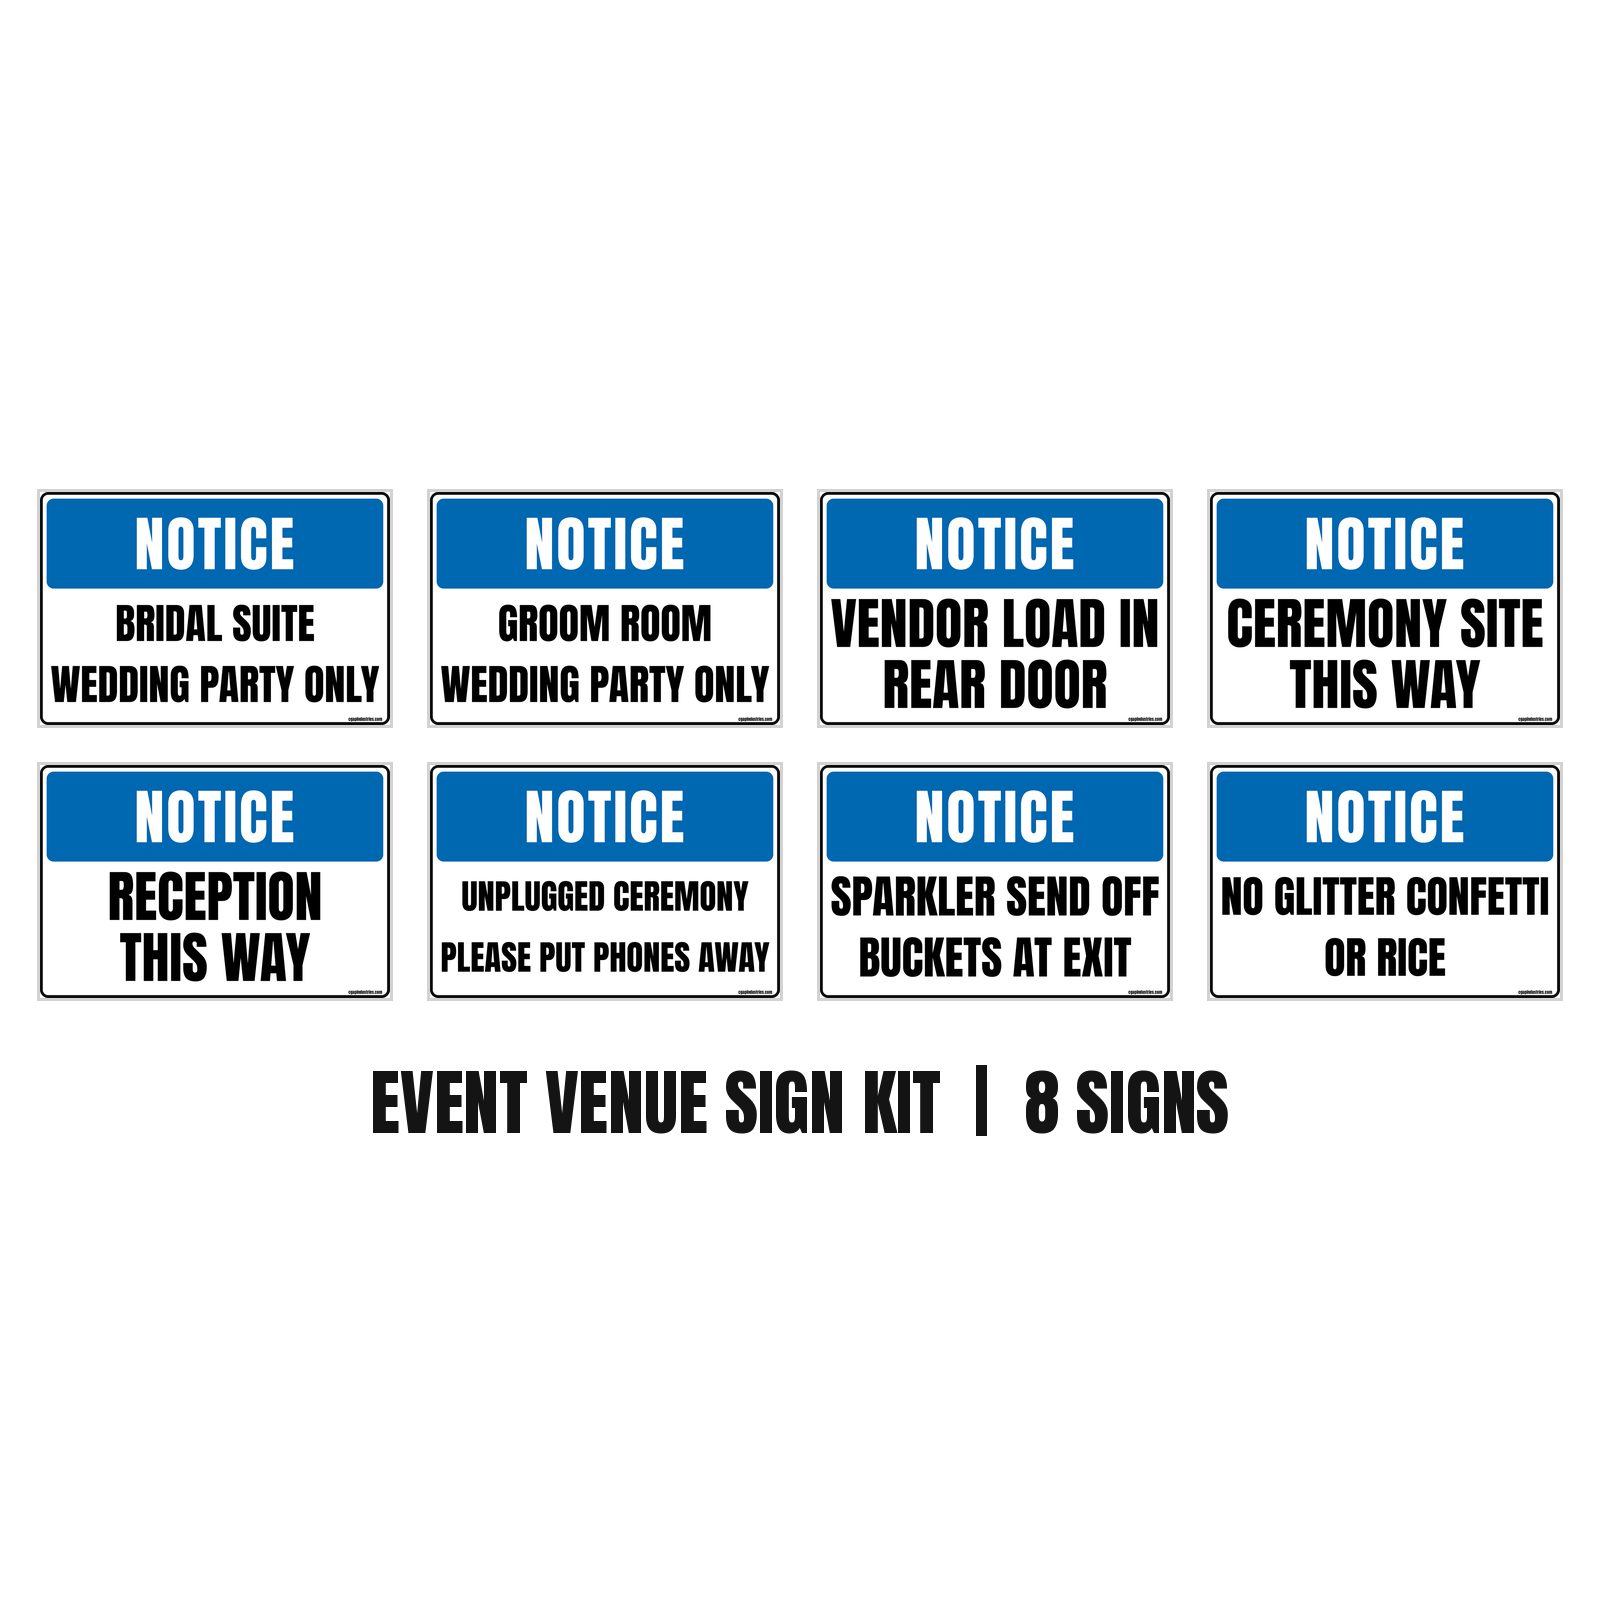 NOTICE
BRIDAL SUITE
WEDDING PARTY ONLY
cgsphindustries.com
NOTICE
GROOM ROOM
WEDDING PARTY ONLY
NOTICE
VENDOR LOAD IN
REAR DOOR
NOTICE
CEREMONY SITE
THIS WAY
NOTICE
RECEPTION
THIS WAY
NOTICE
UNPLUGGED CEREMONY
PLEASE PUT PHONES AWAY
NOTICE
SPARKLER SEND OFF
BUCKETS AT EXIT
NOTICE
NO GLITTER CONFETTI
OR RICE
EVENT VENUE SIGN KIT | 8 SIGNS